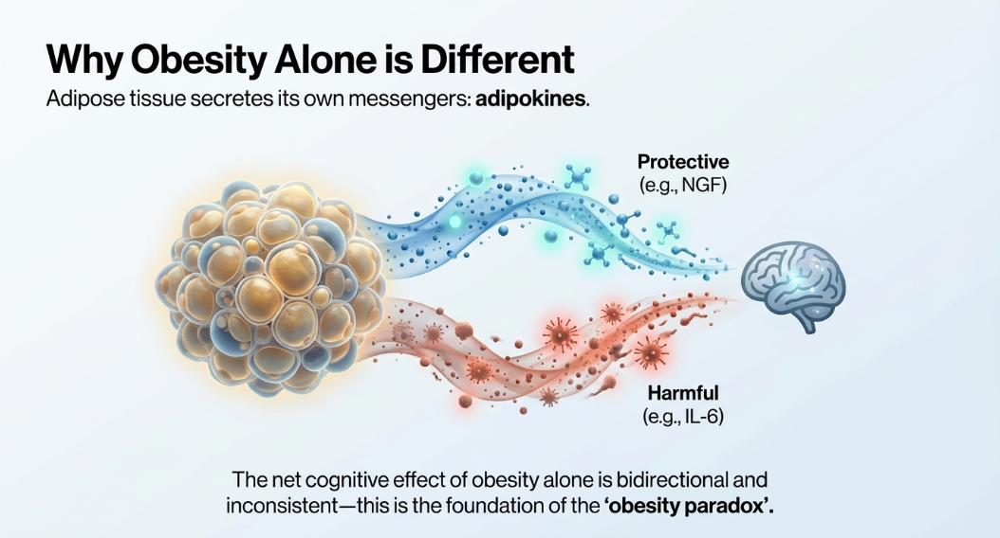 Why Obesity Alone is Different
Adipose tissue secretes its own messengers: adipokines.
Protective
(e.g., NGF)
Harmful
(e.g., IL-6)
The net cognitive effect of obesity alone is bidirectional and
inconsistent—this is the foundation of the ‘obesity paradox’.